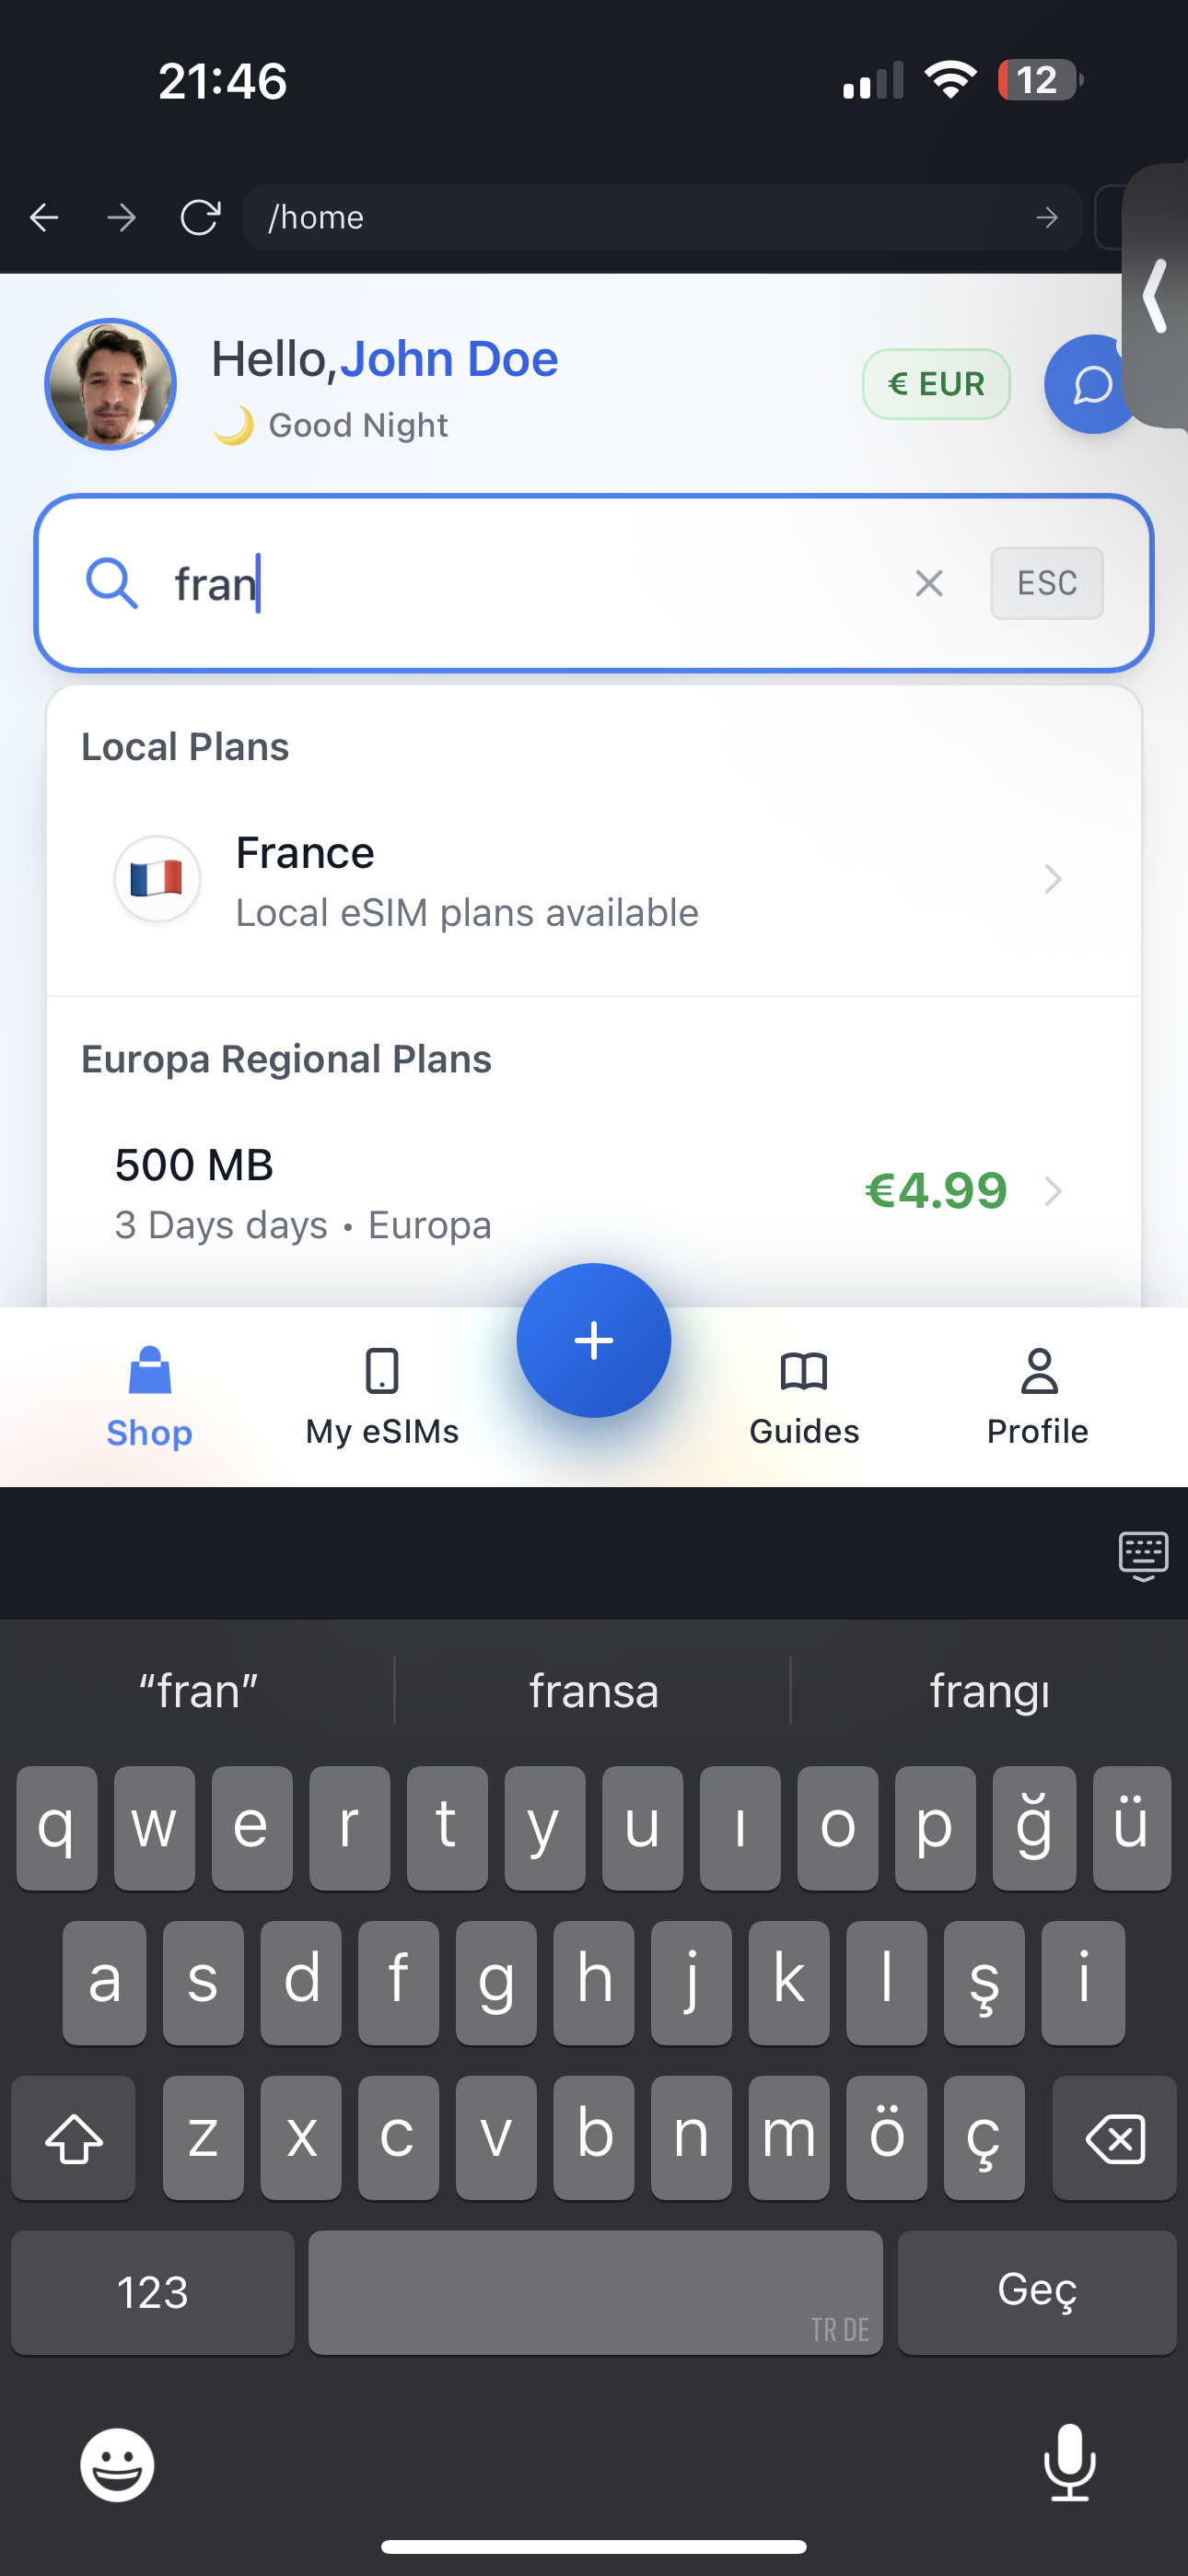 21:46
12
/home
Hello,John Doe
🌙 Good Night
€ EUR
fran
ESC
Local Plans
France
Local eSIM plans available
Europa Regional Plans
500 MB
3 Days days • Europa
€4.99
Shop
My eSIMs
Guides
Profile
“fran”
fransa
frangı
q w e r t y u ı o p ğ ü
a s d f g h j k l ş i
z x c v b n m ö ç
123
TR DE
Geç